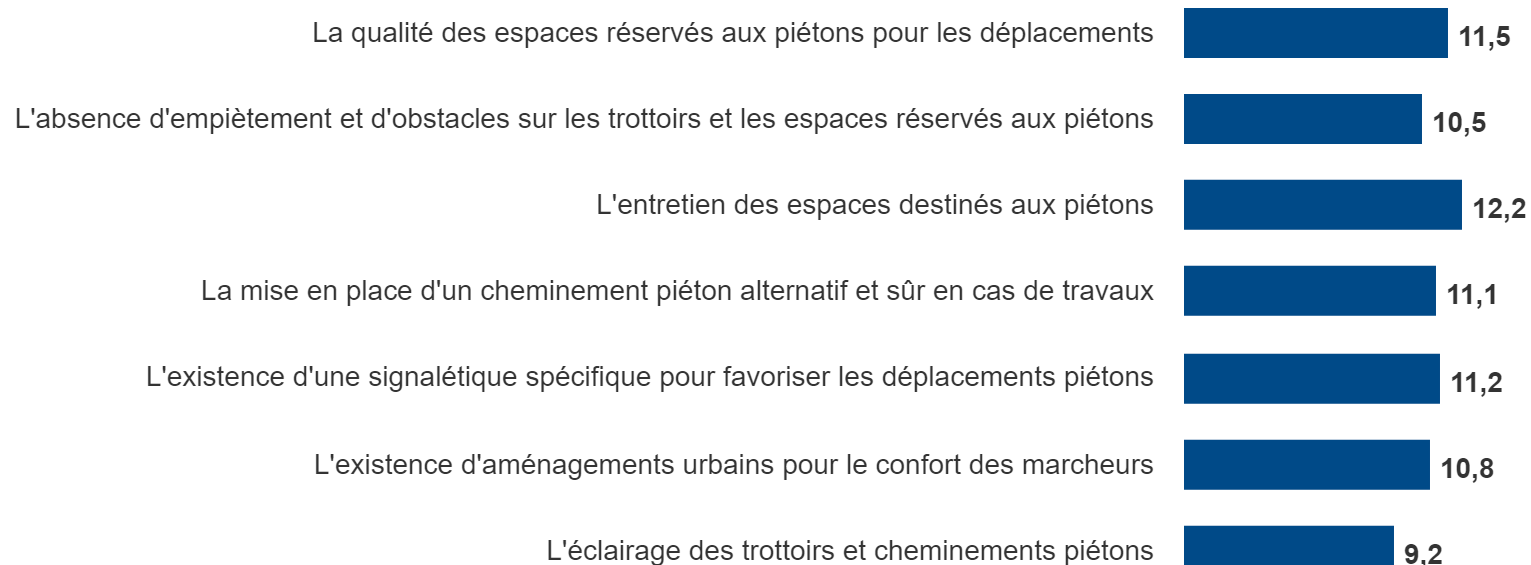 La qualité des espaces réservés aux piétons pour les déplacements 11,5
L'absence d'empiètement et d'obstacles sur les trottoirs et les espaces réservés aux piétons 10,5
L'entretien des espaces destinés aux piétons 12,2
La mise en place d'un cheminement piéton alternatif et sûr en cas de travaux 11,1
L'existence d'une signalétique spécifique pour favoriser les déplacements piétons 11,2
L'existence d'aménagements urbains pour le confort des marcheurs 10,8
L'éclairage des trottoirs et cheminements piétons 9,2